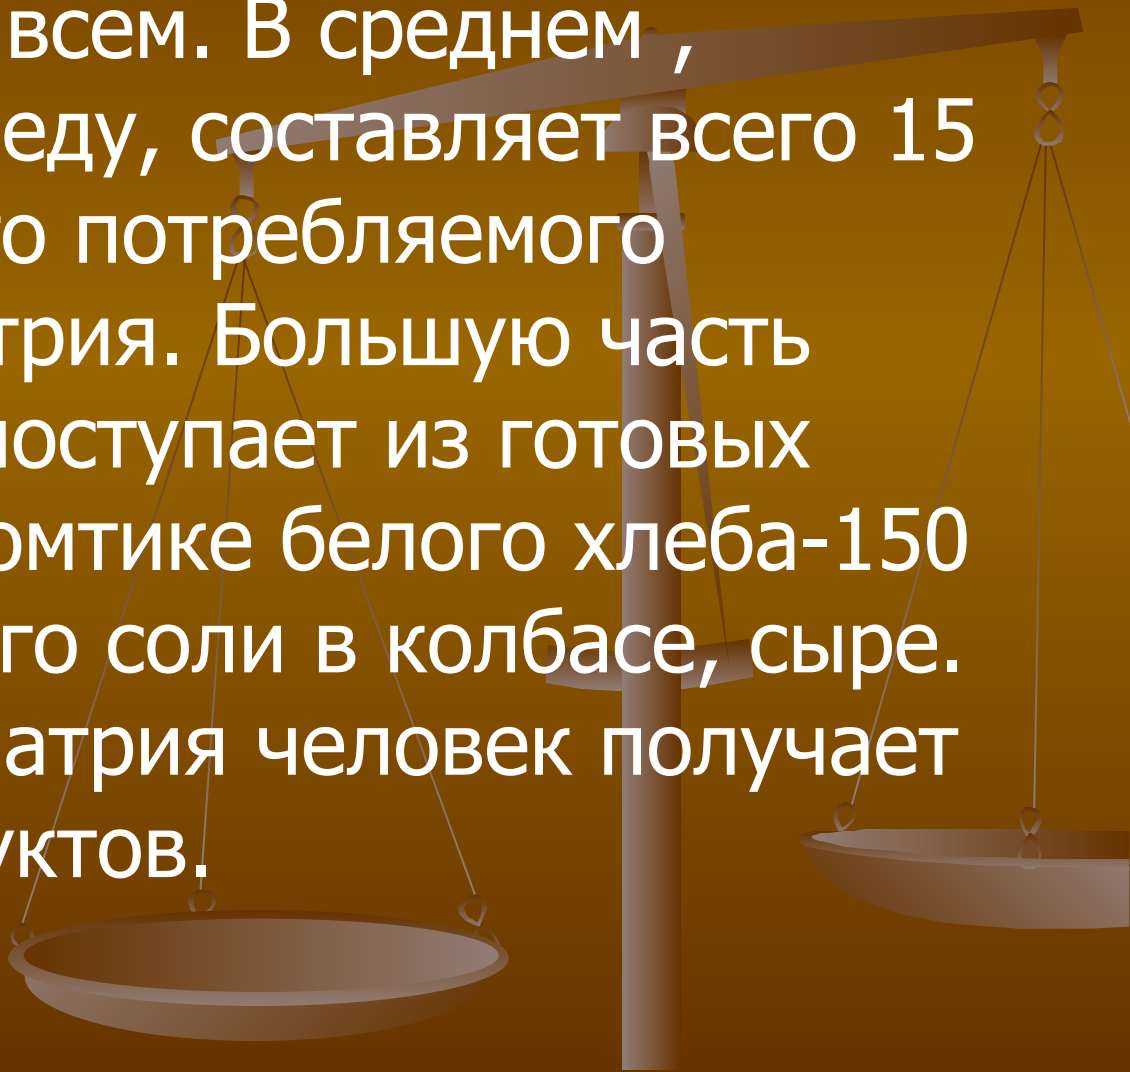 всем. В среднем ,
еду, составляет всего 15
о потребляемого
трия. Большую часть
поступает из готовых
омтике белого хлеба-150
го соли в колбасе, сыре.
атрия человек получает
уктов.